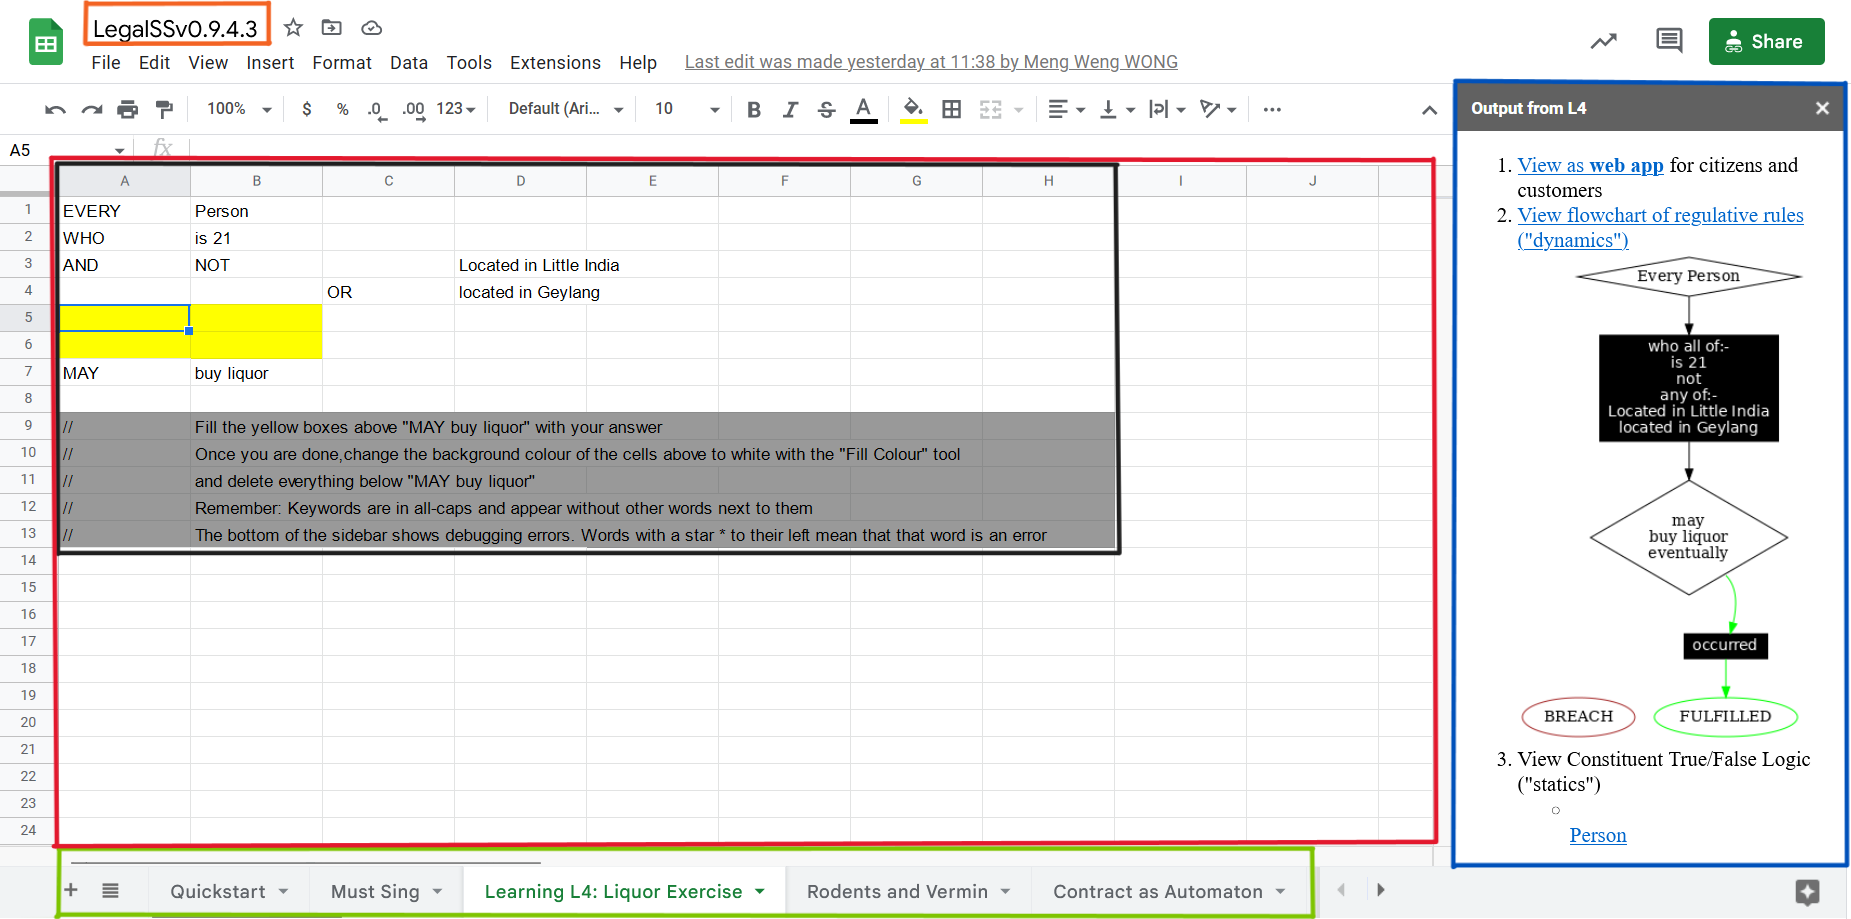 LegalSSv0.9.4.3
File Edit View Insert Format Data Tools Extensions Help Last edit was made yesterday at 11:38 by Meng Weng WONG
Share
100% $ % .0 .00 123 Default (Ari... 10 B I S A ...
A5 fx
A B C D E F G H I J
1 EVERY Person
2 WHO is 21
3 AND NOT Located in Little India
4 OR located in Geylang
5
6
7 MAY buy liquor
8
9 // Fill the yellow boxes above "MAY buy liquor" with your answer
10 // Once you are done,change the background colour of the cells above to white with the "Fill Colour" tool
11 // and delete everything below "MAY buy liquor"
12 // Remember: Keywords are in all-caps and appear without other words next to them
13 // The bottom of the sidebar shows debugging errors. Words with a star * to their left mean that that word is an error
14
15
16
17
18
19
20
21
22
23
24
+ Quickstart Must Sing Learning L4: Liquor Exercise Rodents and Vermin Contract as Automaton
Output from L4
1. View as web app for citizens and
customers
2. View flowchart of regulative rules
("dynamics")
Every Person
who all of:-
is 21
not
any of:-
Located in Little India
located in Geylang
may
buy liquor
eventually
occurred
BREACH FULFILLED
3. View Constituent True/False Logic
("statics")
Person